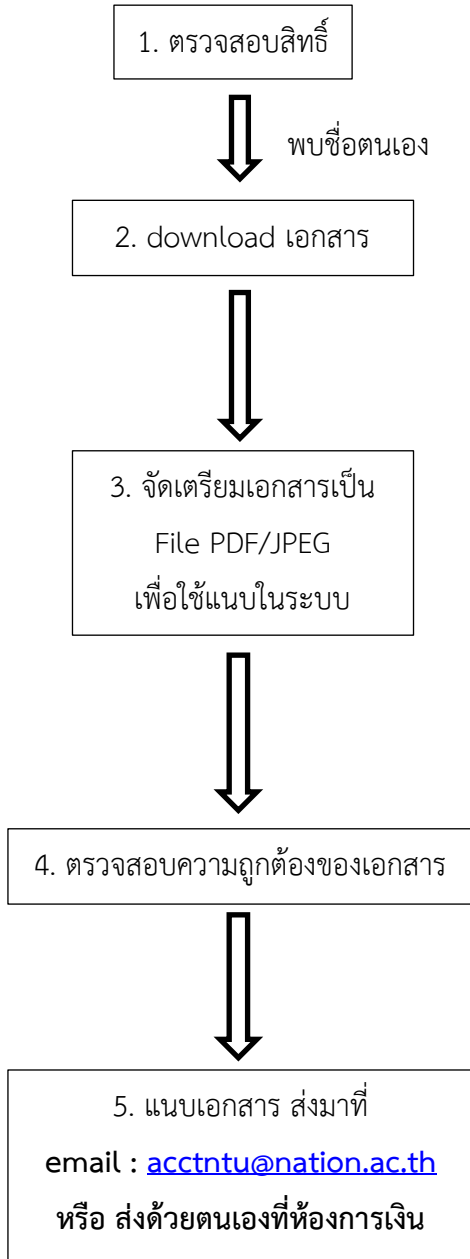 1. ตรวจสอบสิทธิ์
พบชื่อตนเอง
2. download เอกสาร
3. จัดเตรียมเอกสารเป็น
File PDF/JPEG
เพื่อใช้แนบในระบบ
4. ตรวจสอบความถูกต้องของเอกสาร
5. แนบเอกสาร ส่งมาที่
email : acctntu@nation.ac.th
หรือ ส่งด้วยตนเองที่ห้องการเงิน